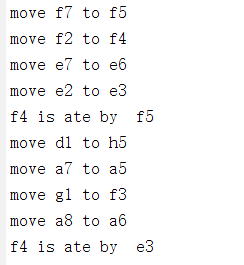 move f7 to f5
move f2 to f4
move e7 to e6
move e2 to e3
f4 is ate by  f5
move d1 to h5
move a7 to a5
move g1 to f3
move a8 to a6
f4 is ate by  e3